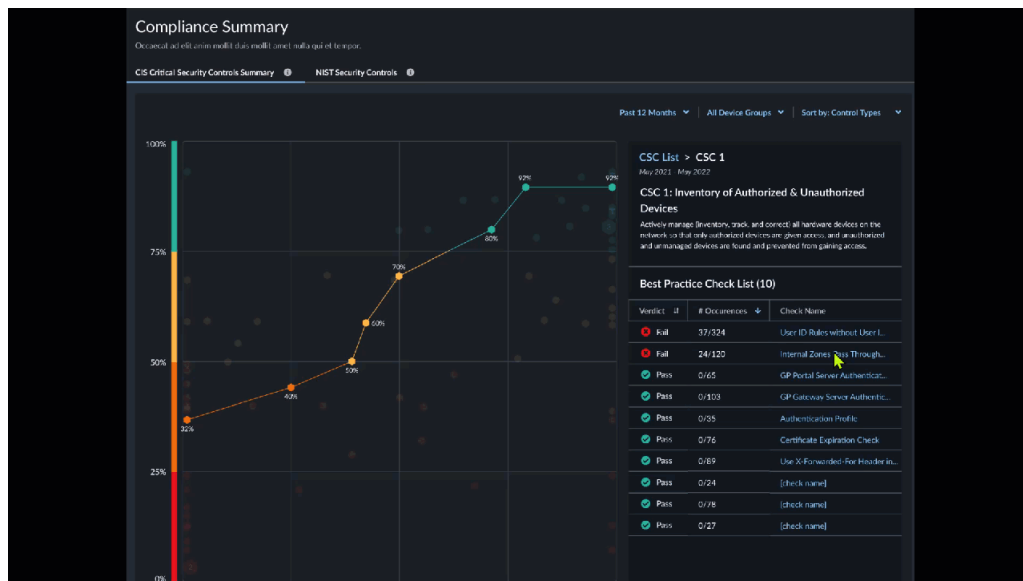 Compliance Summary
Occaecat ad elit anim mollit duis mollit amet nulla qui et tempor.
CIS Critical Security Controls Summary
NIST Security Controls
Past 12 Months
All Device Groups
Sort by: Control Types
100%
75%
50%
25%
0%
32%
40%
50%
60%
70%
80%
92%
92%
CSC List > CSC 1
May 2021 - May 2022
CSC 1: Inventory of Authorized & Unauthorized
Devices
Actively manage (inventory, track, and correct) all hardware devices on the
network so that only authorized devices are given access, and unauthorized
and unmanaged devices are found and prevented from gaining access.
Best Practice Check List (10)
Verdict # Occurences Check Name
Fail 37/324 User ID Rules without User I...
Fail 24/120 Internal Zones Pass Through...
Pass 0/65 GP Portal Server Authenticat...
Pass 0/103 GP Gateway Server Authentic...
Pass 0/35 Authentication Profile
Pass 0/76 Certificate Expiration Check
Pass 0/89 Use X-Forwarded-For Header in...
Pass 0/24 [check name]
Pass 0/78 [check name]
Pass 0/27 [check name]